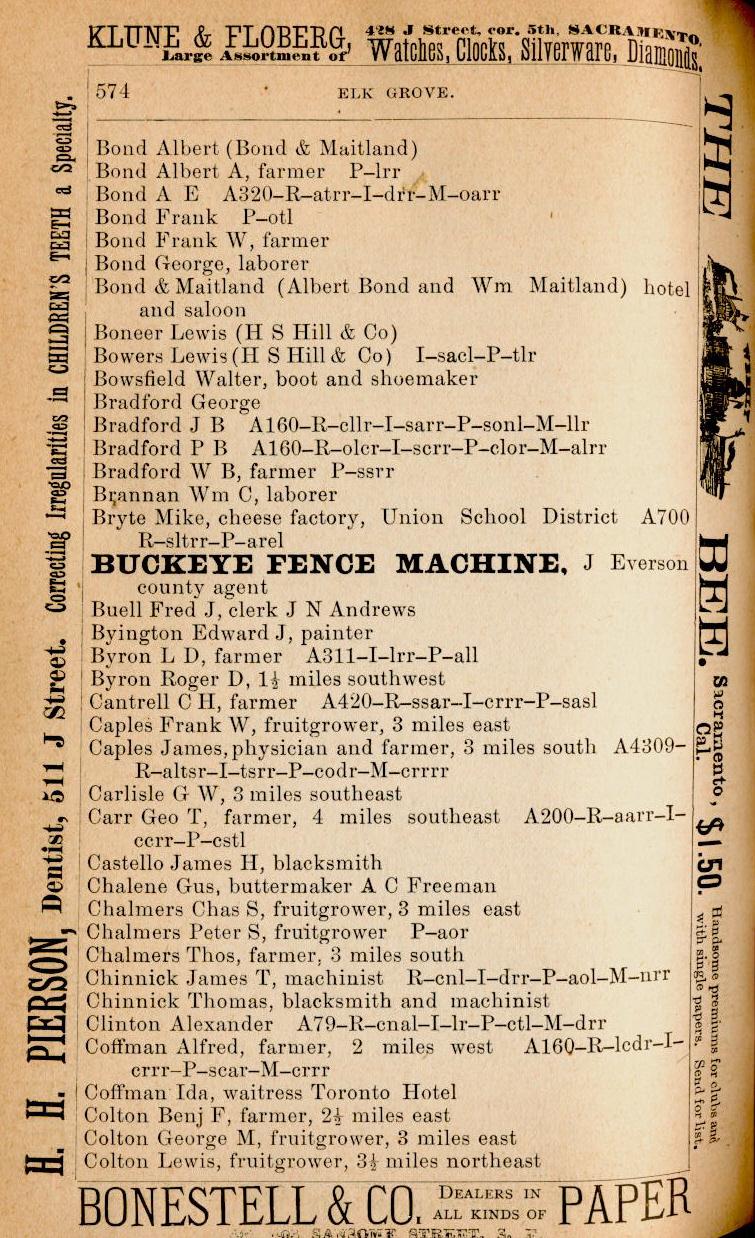 KLUNE & FLOBERG, 428 J Street, cor. 5th, SACRAMENTO,
Large Assortment of Watches, Clocks, Silverware, Diamonds.
574 ELK GROVE.
Bond Albert (Bond & Maitland)
Bond Albert A, farmer P–lrr
Bond A E A320–R–atrr–I–drr–M–oarr
Bond Frank P–otl
Bond Frank W, farmer
Bond George, laborer
Bond & Maitland (Albert Bond and Wm Maitland) hotel
and saloon
Boneer Lewis (H S Hill & Co)
Bowers Lewis (H S Hill & Co) I–sacl–P–tlr
Bowsfield Walter, boot and shoemaker
Bradford George
Bradford J B A160–R–cllr–I–sarr–P–sonl–M–llr
Bradford P B A160–R–olcr–I–scrr–P–clor–M–alrr
Bradford W B, farmer P–ssrr
Brannan Wm C, laborer
Bryte Mike, cheese factory, Union School District A700
R–sltrr–P–arel
BUCKEYE FENCE MACHINE, J Everson
county agent
Buell Fred J, clerk J N Andrews
Byington Edward J, painter
Byron L D, farmer A311–I–lrr–P–all
Byron Roger D, 1½ miles southwest
Cantrell C H, farmer A420–R–ssar–I–crrr–P–sasl
Caples Frank W, fruitgrower, 3 miles east
Caples James, physician and farmer, 3 miles south A4309–
R–altsr–I–tsrr–P–codr–M–crrrr
Carlisle G W, 3 miles southeast
Carr Geo T, farmer, 4 miles southeast A200–R–aarr–I–
ccrr–P–cstl
Castello James H, blacksmith
Chalene Gus, buttermaker A C Freeman
Chalmers Chas S, fruitgrower, 3 miles east
Chalmers Peter S, fruitgrower P–aor
Chalmers Thos, farmer, 3 miles south
Chinnick James T, machinist R–cnl–I–drr–P–aol–M–nrr
Chinnick Thomas, blacksmith and machinist
Clinton Alexander A79–R–cnal–I–lr–P–ctl–M–drr
Coffman Alfred, farmer, 2 miles west A160–R–lcdr–I–
crrr–P–scar–M–crrr
Coffman Ida, waitress Toronto Hotel
Colton Benj F, farmer, 2½ miles east
Colton George M, fruitgrower, 3 miles east
Colton Lewis, fruitgrower, 3½ miles northeast
H. H. PIERSON, Dentist, 511 J Street. Correcting Irregularities in CHILDREN'S TEETH a Specialty.
THE BEE. Sacramento, Cal. $1.50. Handsome premiums for clubs and
with single papers. Send for list.
BONESTELL & CO. DEALERS IN ALL KINDS OF PAPER
SANSOME STREET, S. F